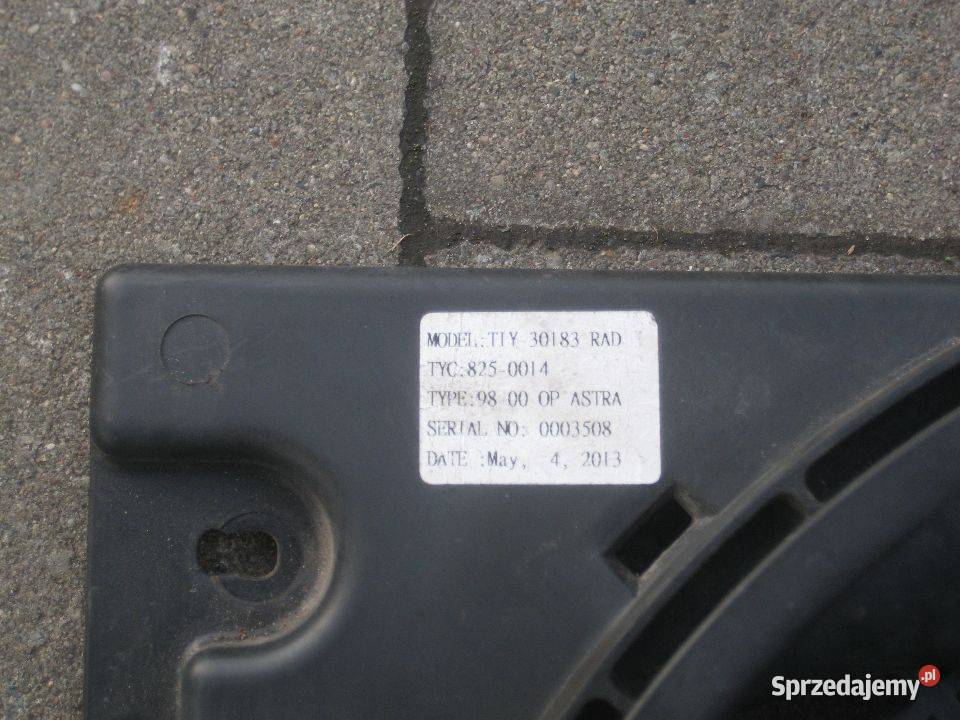 MODEL:TIY 30183 RAD
TYC:825-0014
TYPE:98-00 OP ASTRA
SERIAL NO: 0003508
DATE :May, 4, 2013
Sprzedajemy.pl